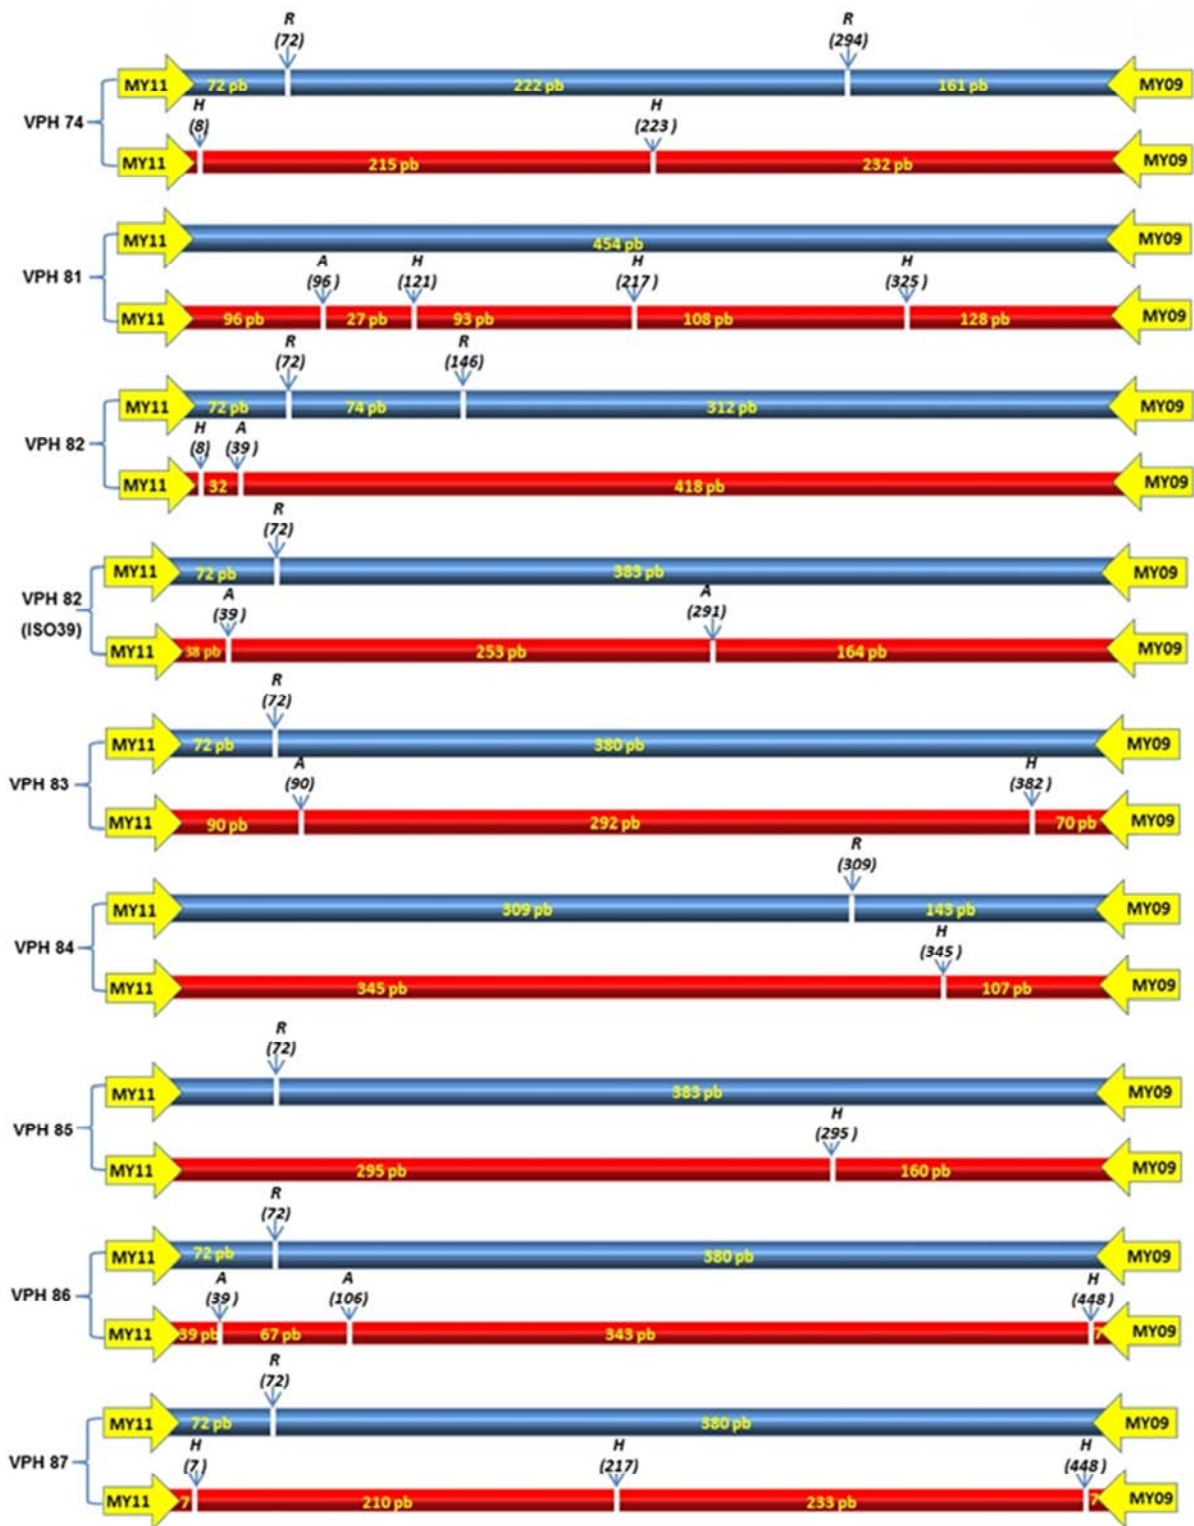 R R
(72) (294)
MY11 72 pb 222 pb 161 pb MY09
VPH 74
H H
(8) (223 )
MY11 215 pb 232 pb MY09
MY11 454 pb MY09
VPH 81
A H H H
(96 ) (121) (217 ) (325 )
MY11 96 pb 27 pb 93 pb 108 pb 128 pb MY09
R R
(72) (146)
MY11 72 pb 74 pb 312 pb MY09
VPH 82
H A
(8) (39 )
MY11 32 418 pb MY09
R
(72)
MY11 72 pb 383 pb MY09
VPH 82
(ISO39)
A A
(39 ) (291)
MY11 38 pb 253 pb 164 pb MY09
R
(72)
MY11 72 pb 380 pb MY09
VPH 83
A H
(90) (382 )
MY11 90 pb 292 pb 70 pb MY09
R
(309)
MY11 309 pb 143 pb MY09
VPH 84
H
(345 )
MY11 345 pb 107 pb MY09
R
(72)
MY11 383 pb MY09
VPH 85
H
(295 )
MY11 295 pb 160 pb MY09
R
(72)
MY11 72 pb 380 pb MY09
VPH 86
A A H
(39 ) (106) (448 )
MY11 39 pb 67 pb 343 pb 7 MY09
R
(72)
MY11 72 pb 380 pb MY09
VPH 87
H H H
(7 ) (217) (448 )
MY11 7 210 pb 233 pb 7 MY09